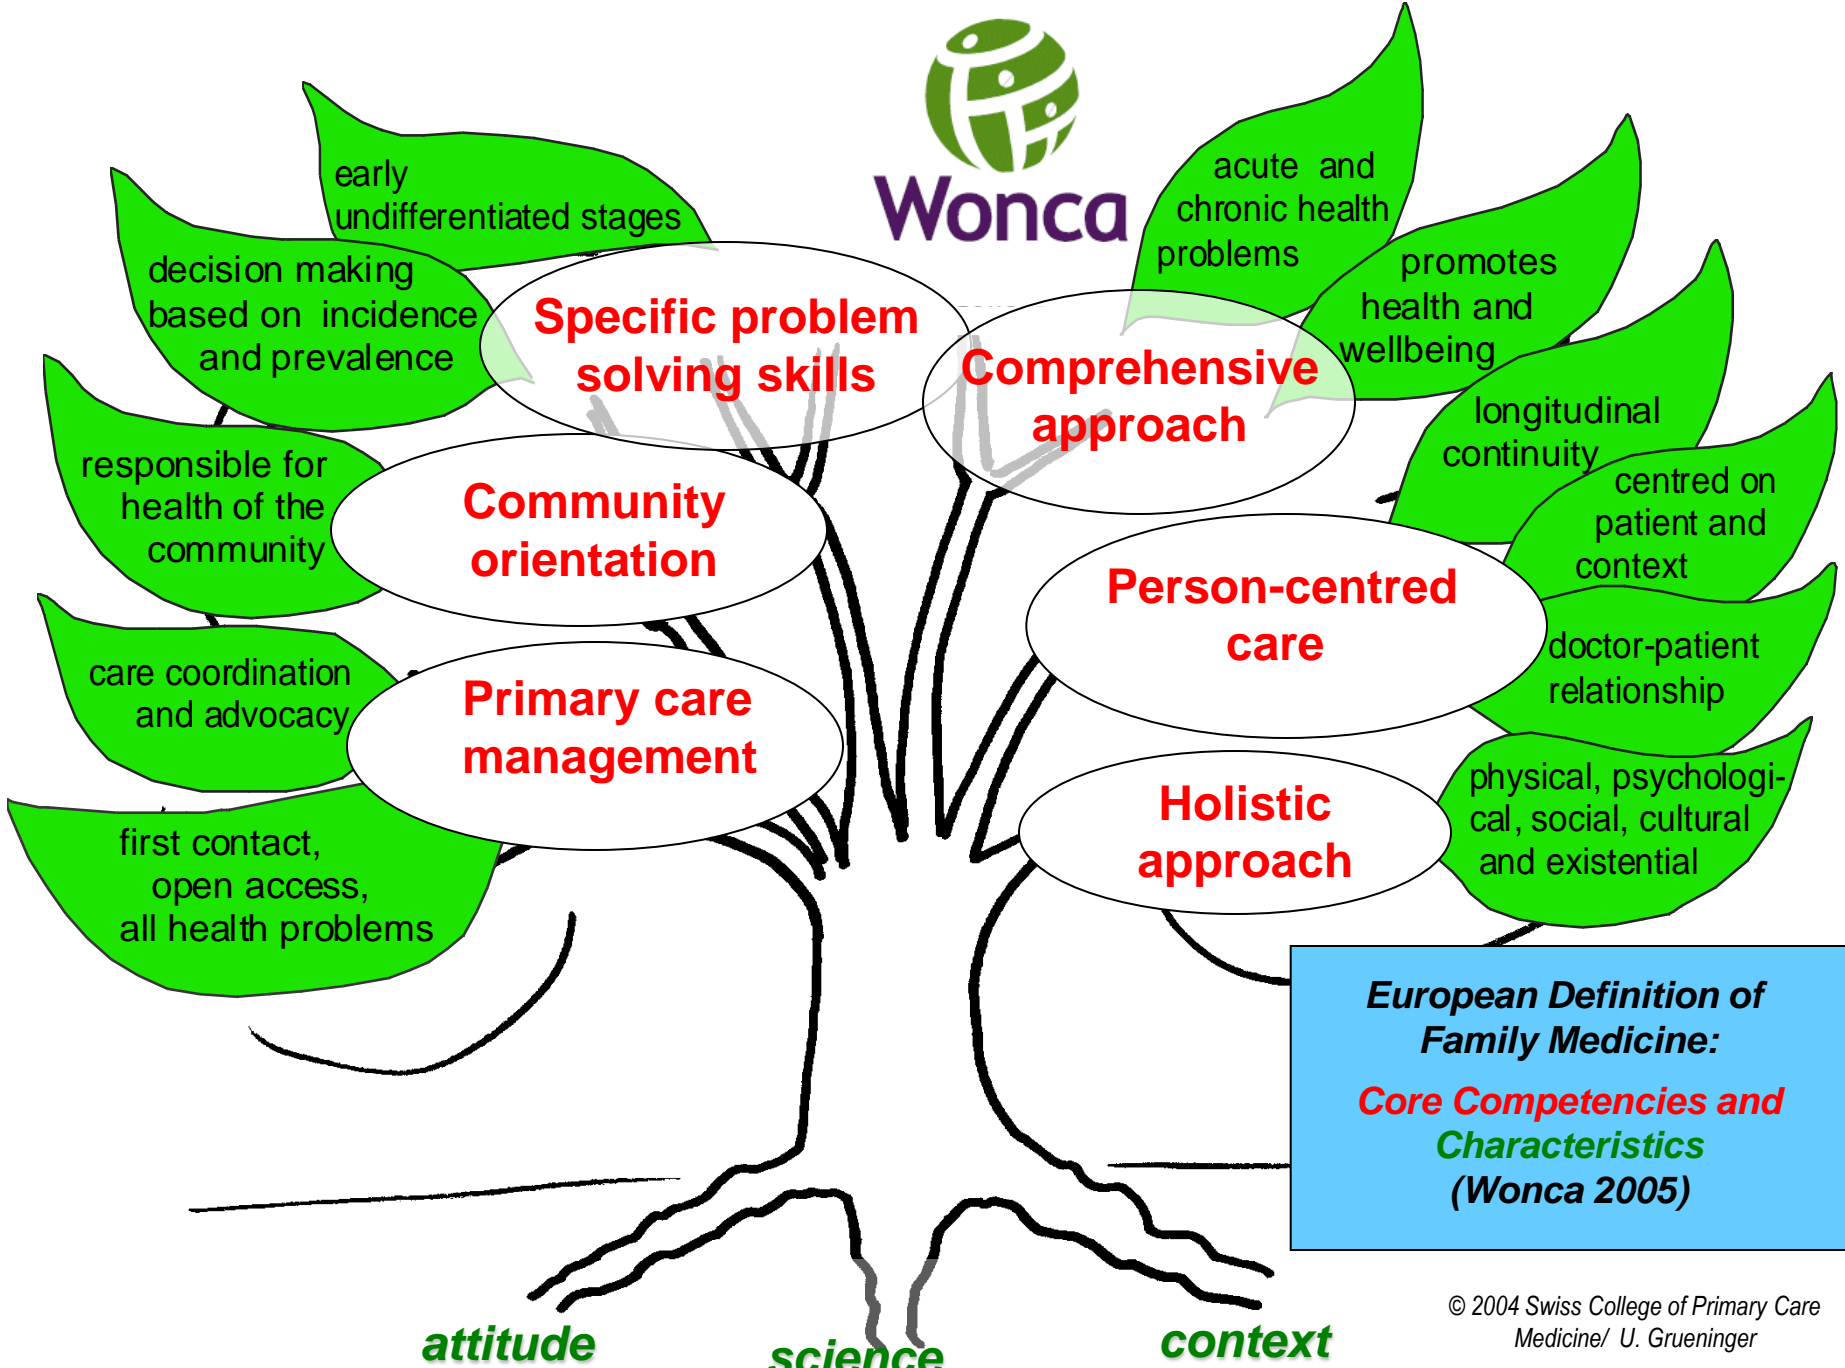 Wonca
early
undifferentiated stages
decision making
based on incidence
and prevalence
responsible for
health of the
community
care coordination
and advocacy
first contact,
open access,
all health problems
Specific problem
solving skills
Community
orientation
Primary care
management
Comprehensive
approach
Person-centred
care
Holistic
approach
acute and
chronic health
problems
promotes
health and
wellbeing
longitudinal
continuity
centred on
patient and
context
doctor-patient
relationship
physical, psychologi-
cal, social, cultural
and existential
European Definition of
Family Medicine:
Core Competencies and
Characteristics
(Wonca 2005)
attitude
science
context
© 2004 Swiss College of Primary Care
Medicine/ U. Grueninger